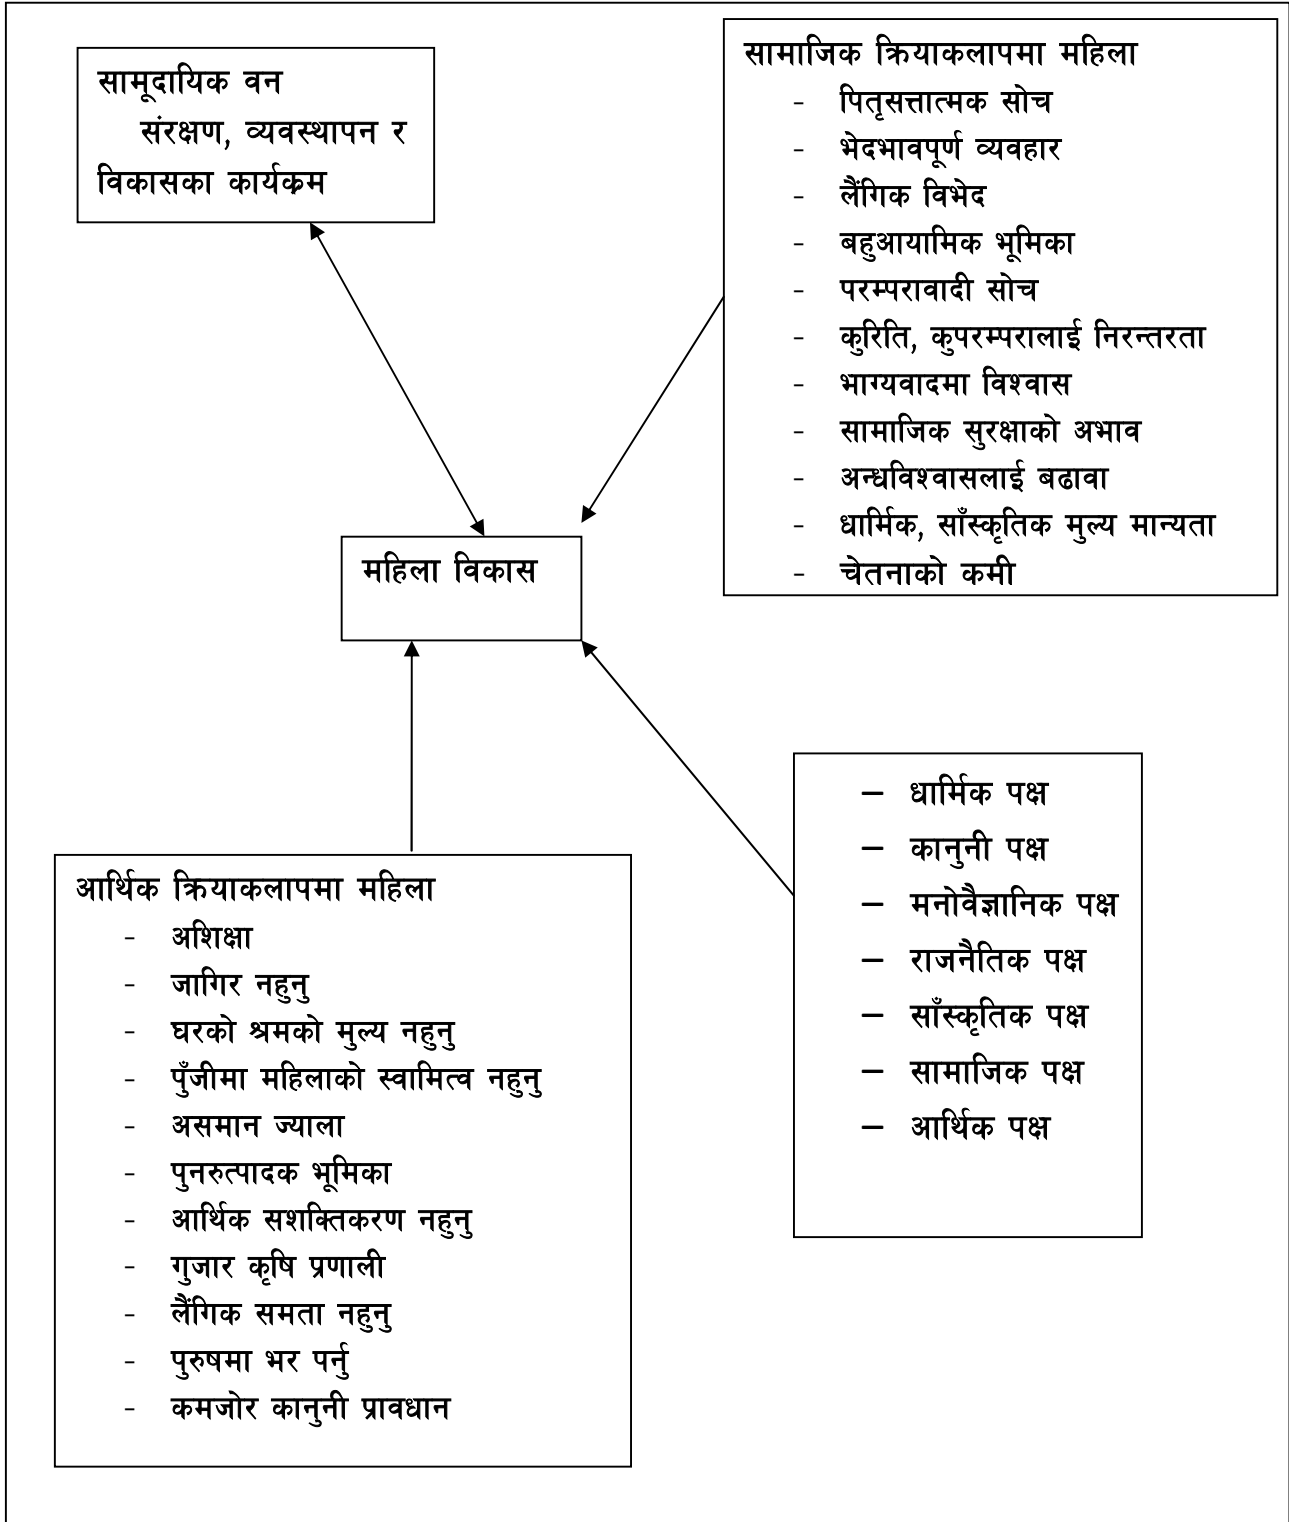 सामूदायिक वन
संरक्षण, व्यवस्थापन र
विकासका कार्यक्रम
सामाजिक क्रियाकलापमा महिला
- पितृसत्तात्मक सोच
- भेदभावपूर्ण व्यवहार
- लैंगिक विभेद
- बहुआयामिक भूमिका
- परम्परावादी सोच
- कुरिति, कुपरम्परालाई निरन्तरता
- भाग्यवादमा विश्वास
- सामाजिक सुरक्षाको अभाव
- अन्धविश्वासलाई बढावा
- धार्मिक, साँस्कृतिक मुल्य मान्यता
- चेतनाको कमी
महिला विकास
– धार्मिक पक्ष
– कानुनी पक्ष
– मनोवैज्ञानिक पक्ष
– राजनैतिक पक्ष
– साँस्कृतिक पक्ष
– सामाजिक पक्ष
– आर्थिक पक्ष
आर्थिक क्रियाकलापमा महिला
- अशिक्षा
- जागिर नहुनु
- घरको श्रमको मुल्य नहुनु
- पुँजीमा महिलाको स्वामित्व नहुनु
- असमान ज्याला
- पुनरुत्पादक भूमिका
- आर्थिक सशक्तिकरण नहुनु
- गुजार कृषि प्रणाली
- लैंगिक समता नहुनु
- पुरुषमा भर पर्नु
- कमजोर कानुनी प्रावधान